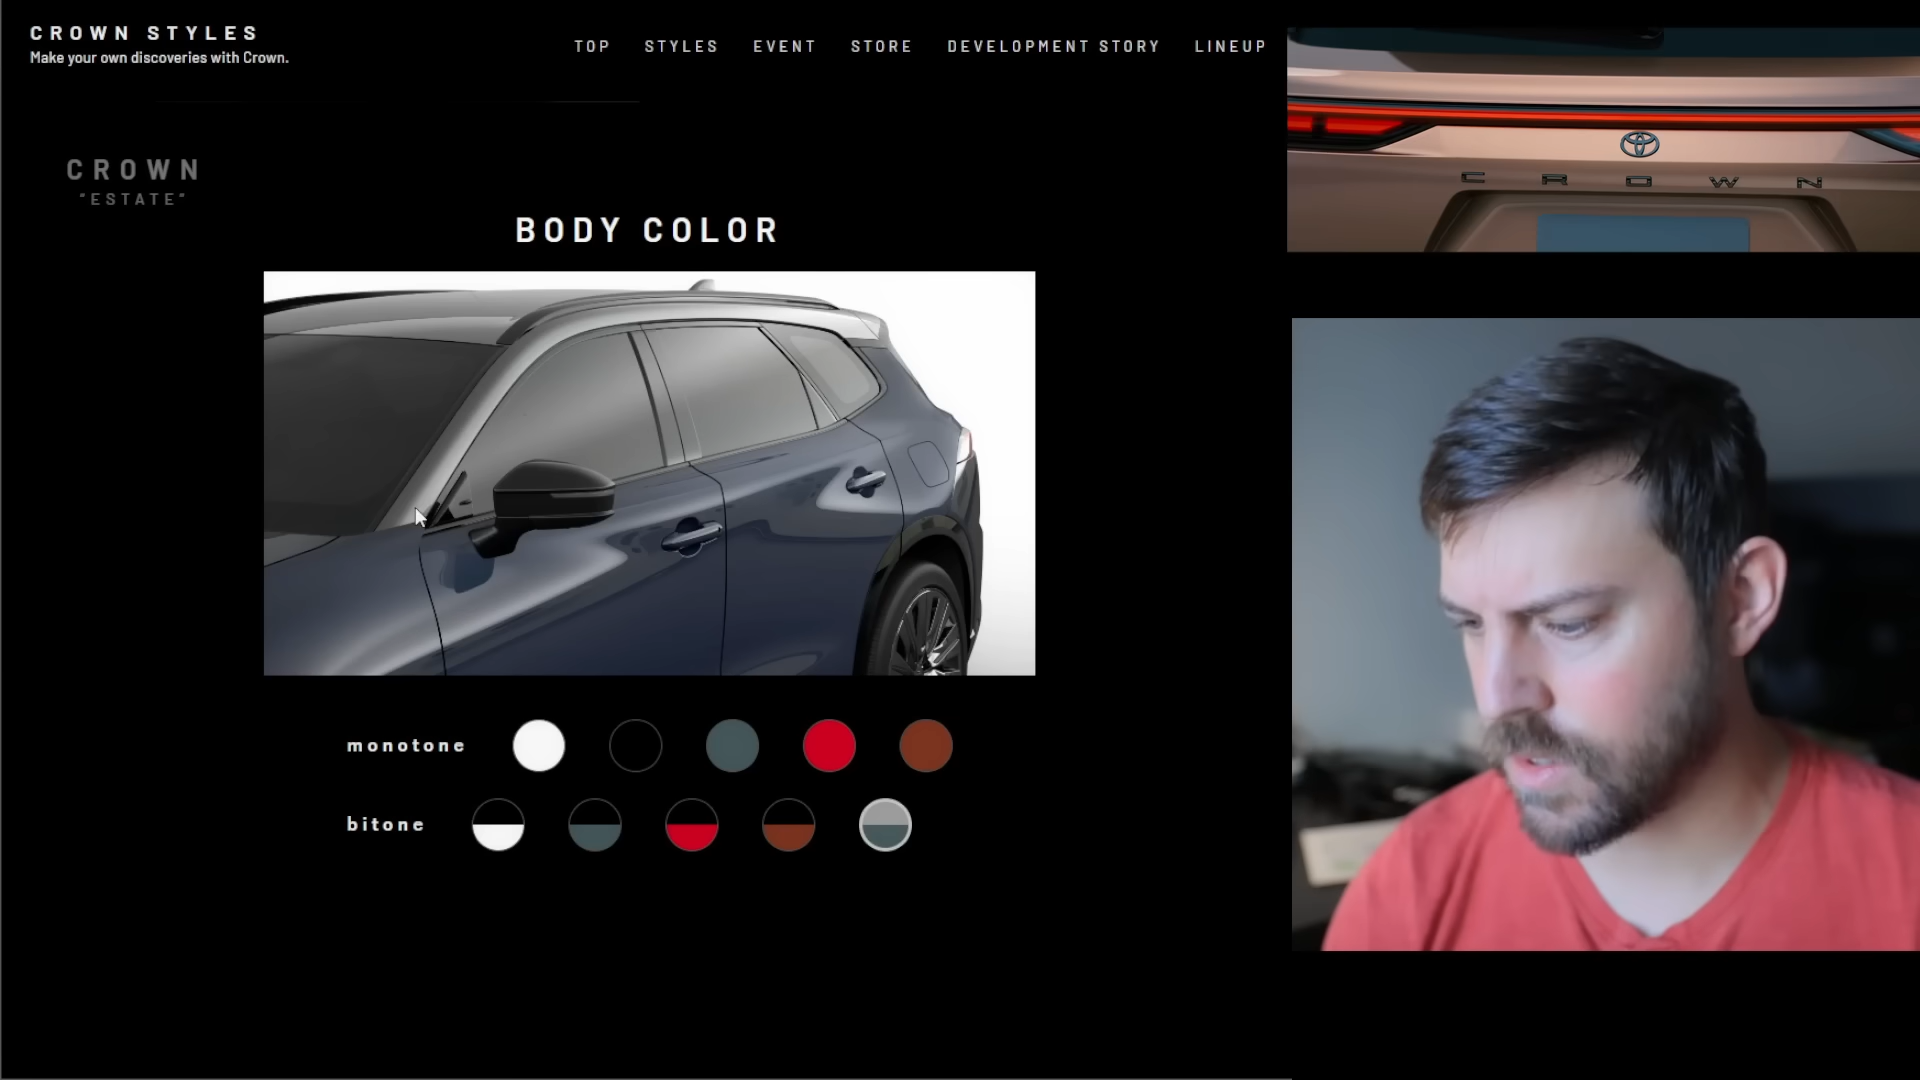 CROWN STYLES
Make your own discoveries with Crown.
TOP STYLES EVENT STORE DEVELOPMENT STORY LINEUP
CROWN
CROWN
"ESTATE"
BODY COLOR
monotone
bitone